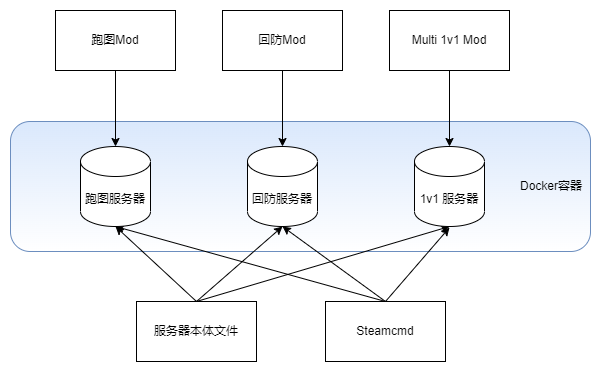 跑图Mod
回防Mod
Multi 1v1 Mod
跑图服务器
回防服务器
1v1 服务器
Docker容器
服务器本体文件
Steamcmd